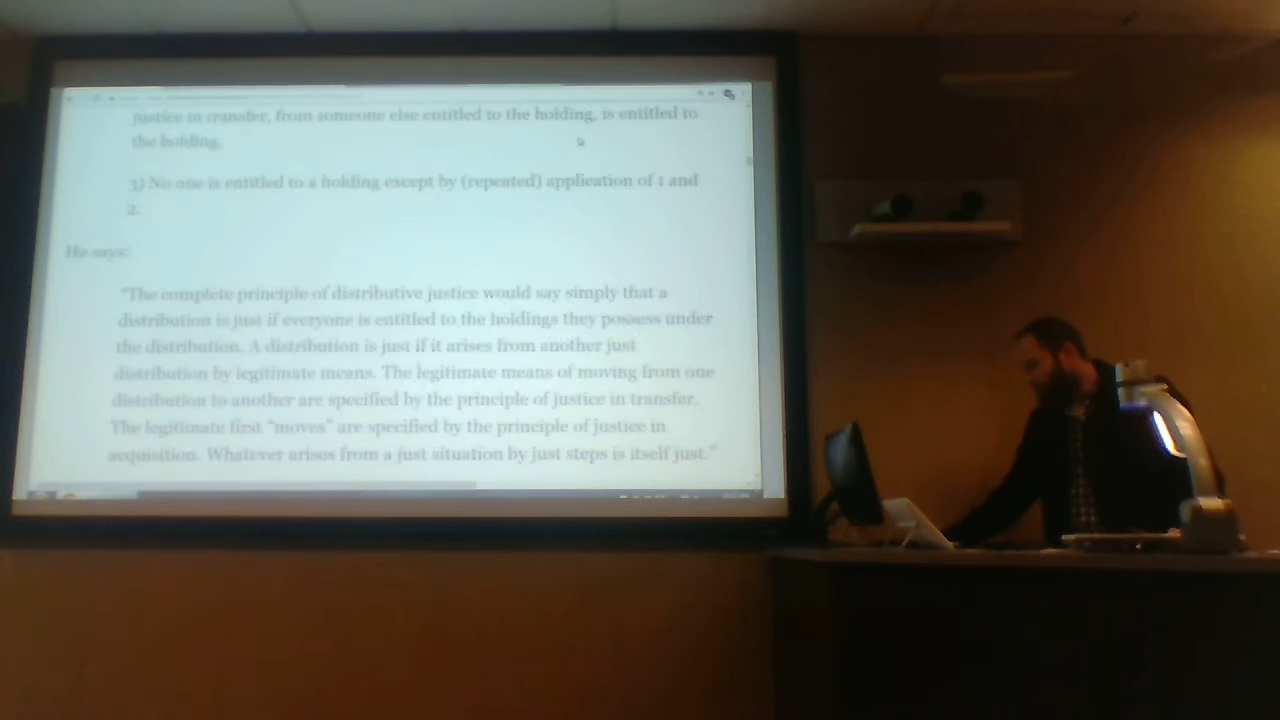 justice in transfer, from someone else entitled to the holding, is entitled to
the holding.
3) No one is entitled to a holding except by (repeated) application of 1 and
2.
He says:
"The complete principle of distributive justice would say simply that a
distribution is just if everyone is entitled to the holdings they possess under
the distribution. A distribution is just if it arises from another just
distribution by legitimate means. The legitimate means of moving from one
distribution to another are specified by the principle of justice in transfer.
The legitimate first "moves" are specified by the principle of justice in
acquisition. Whatever arises from a just situation by just steps is itself just."